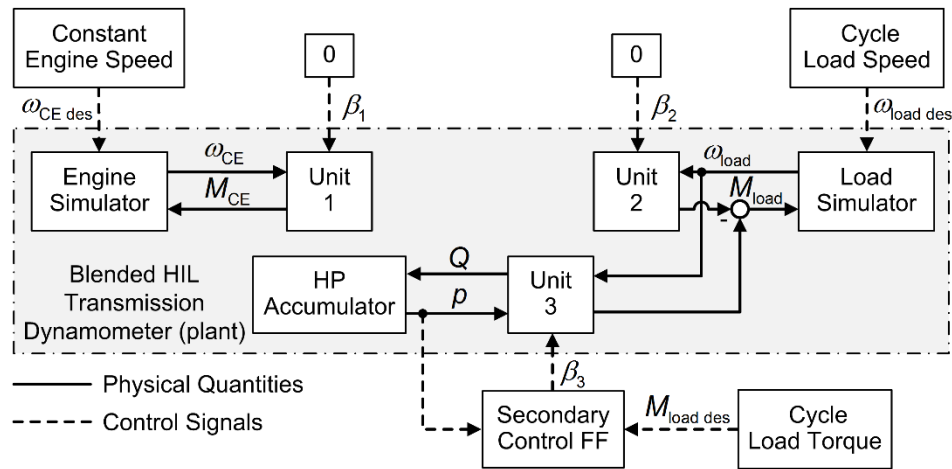 Constant
Engine Speed
0
0
Cycle
Load Speed
ω_CE des
β_1
β_2
ω_load des
Engine
Simulator
ω_CE
M_CE
Unit
1
Unit
2
ω_load
M_load
-
Load
Simulator
Blended HIL
Transmission
Dynamometer (plant)
HP
Accumulator
Q
p
Unit
3
Physical Quantities
Control Signals
β_3
Secondary
Control FF
M_load des
Cycle
Load Torque